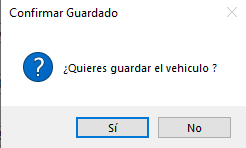 Confirmar Guardado
¿Quieres guardar el vehiculo ?
Sí
No